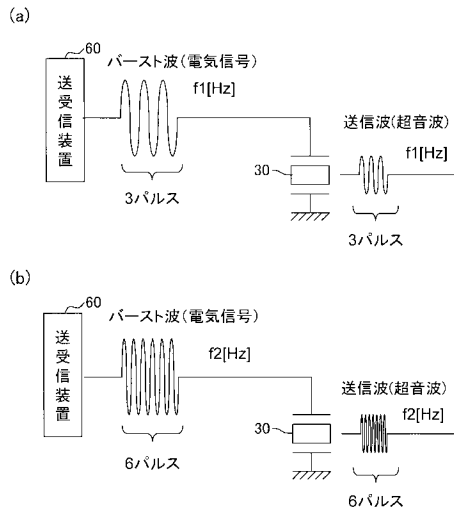 (a)
60
送受信装置
バースト波(電気信号)
f1[Hz]
3パルス
30
送信波(超音波)
f1[Hz]
3パルス
(b)
60
送受信装置
バースト波(電気信号)
f2[Hz]
6パルス
30
送信波(超音波)
f2[Hz]
6パルス